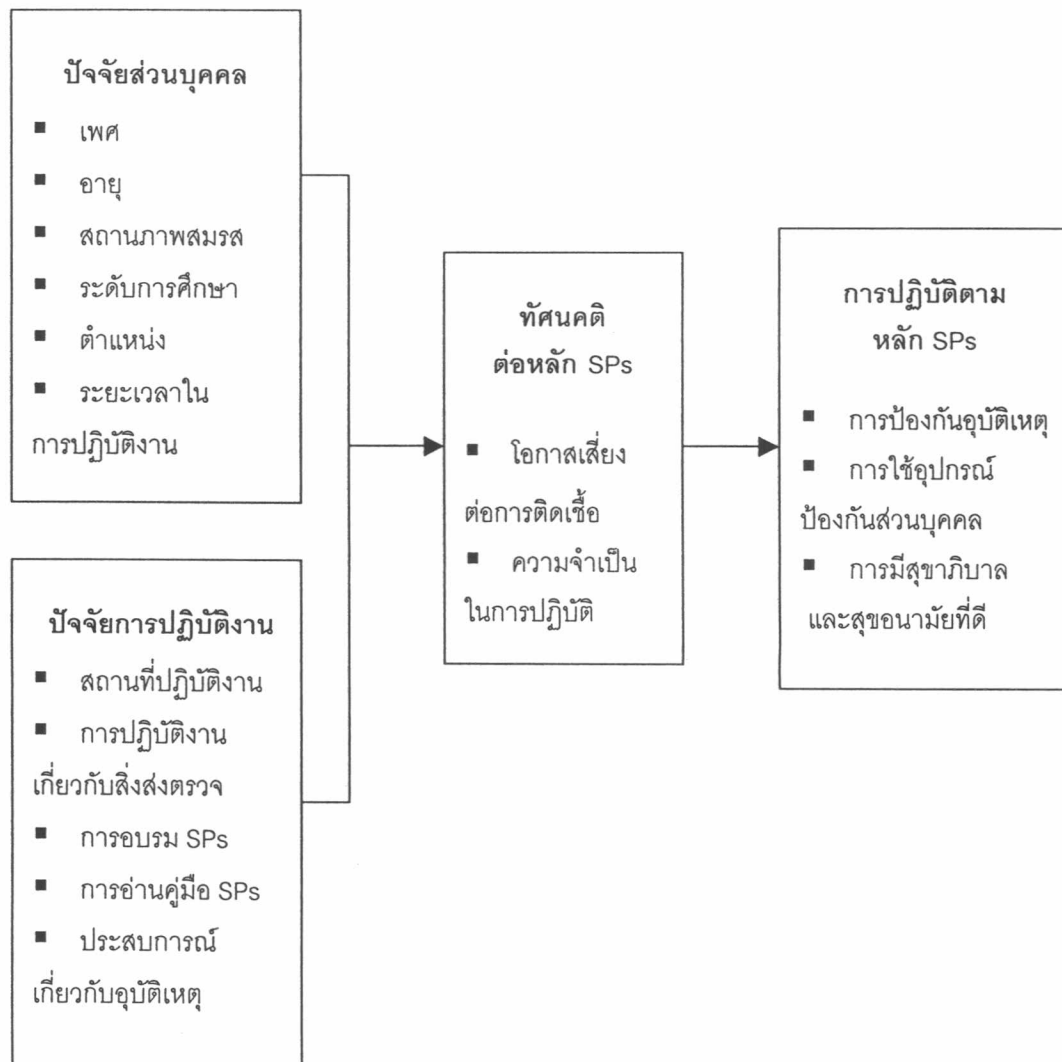 ปัจจัยส่วนบุคคล
▪ เพศ
▪ อายุ
▪ สถานภาพสมรส
▪ ระดับการศึกษา
▪ ตำแหน่ง
▪ ระยะเวลาใน
การปฏิบัติงาน
ปัจจัยการปฏิบัติงาน
▪ สถานที่ปฏิบัติงาน
▪ การปฏิบัติงาน
เกี่ยวกับสิ่งส่งตรวจ
▪ การอบรม SPs
▪ การอ่านคู่มือ SPs
▪ ประสบการณ์
เกี่ยวกับอุบัติเหตุ
ทัศนคติ
ต่อหลัก SPs
▪ โอกาสเสี่ยง
ต่อการติดเชื้อ
▪ ความจำเป็น
ในการปฏิบัติ
การปฏิบัติตาม
หลัก SPs
▪ การป้องกันอุบัติเหตุ
▪ การใช้อุปกรณ์
ป้องกันส่วนบุคคล
▪ การมีสุขาภิบาล
และสุขอนามัยที่ดี